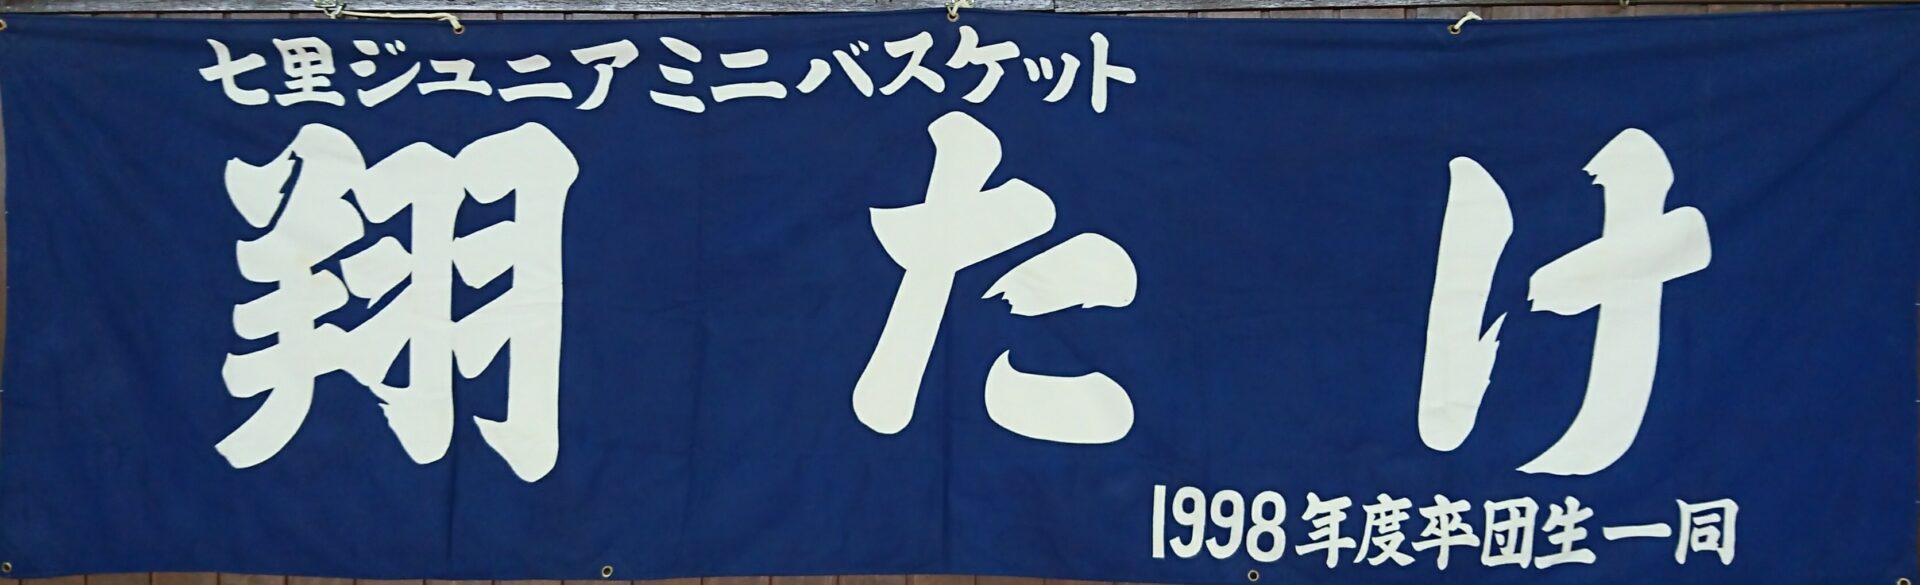 七里ジュニアミニバスケット
翔たけ
1998年度卒団生一同